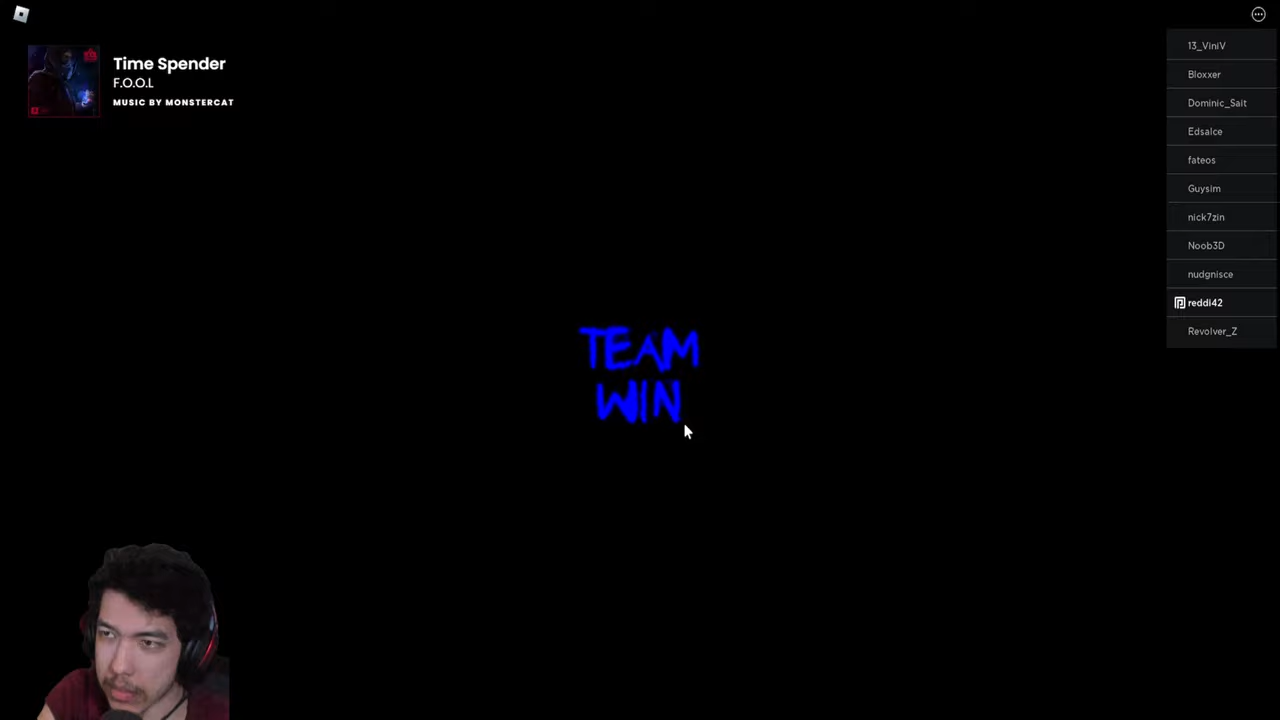 Time Spender
F.O.O.L
MUSIC BY MONSTERCAT
13_ViniV
Bloxxer
Dominic_Sait
Edsalce
fateos
Guysim
nick7zin
Noob3D
nudgnisce
reddi42
Revolver_Z
TEAM
WIN